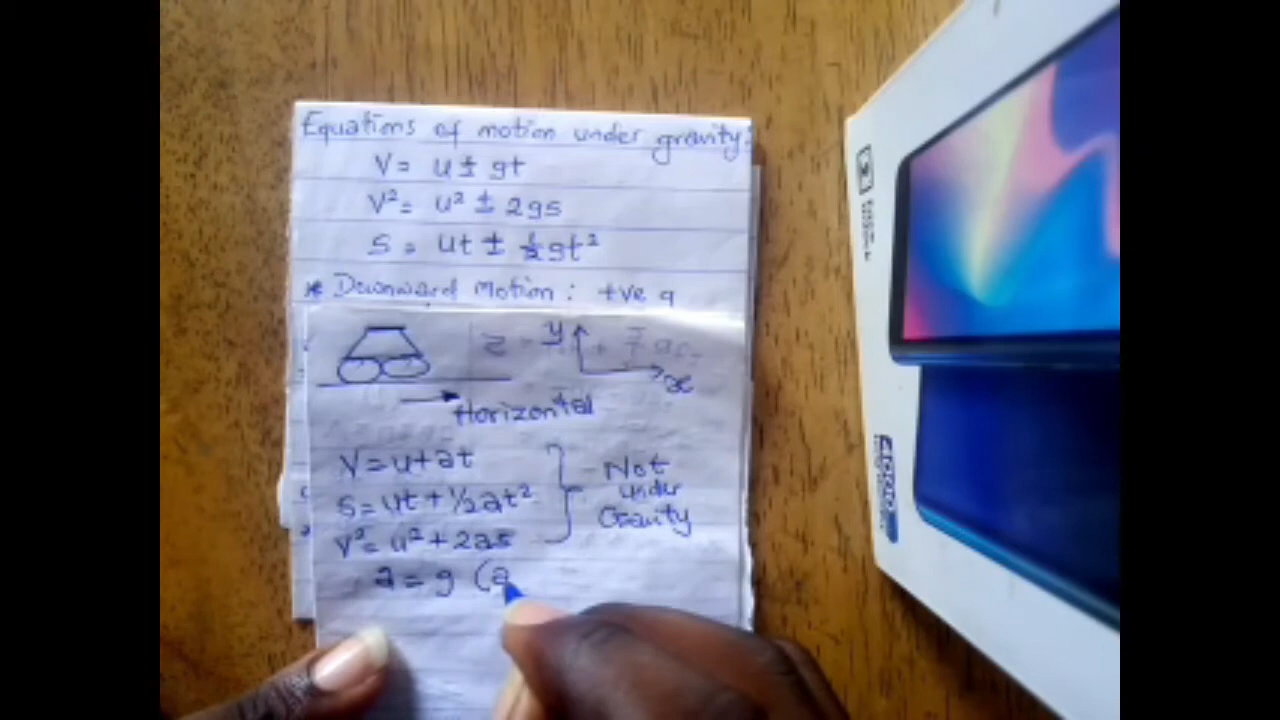 Equations of motion under gravity:
V = u ± gt
V² = u² ± 2gs
S = ut ± ½gt²
* Downward Motion: +ve g
y
x
Horizontal
V = u + at
S = ut + ½at²
V² = u² + 2as
Not
under
Gravity
a = g (a